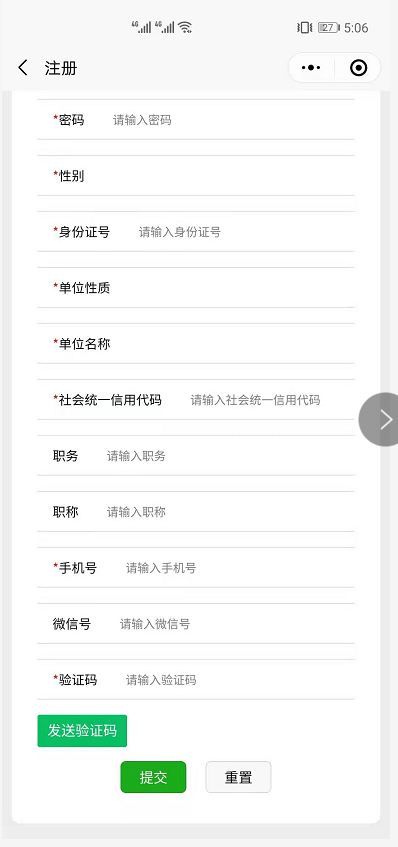 4G 4G 27 5:06
注册
*密码 请输入密码
*性别
*身份证号 请输入身份证号
*单位性质
*单位名称
*社会统一信用代码 请输入社会统一信用代码
职务 请输入职务
职称 请输入职称
*手机号 请输入手机号
微信号 请输入微信号
*验证码 请输入验证码
发送验证码
提交 重置